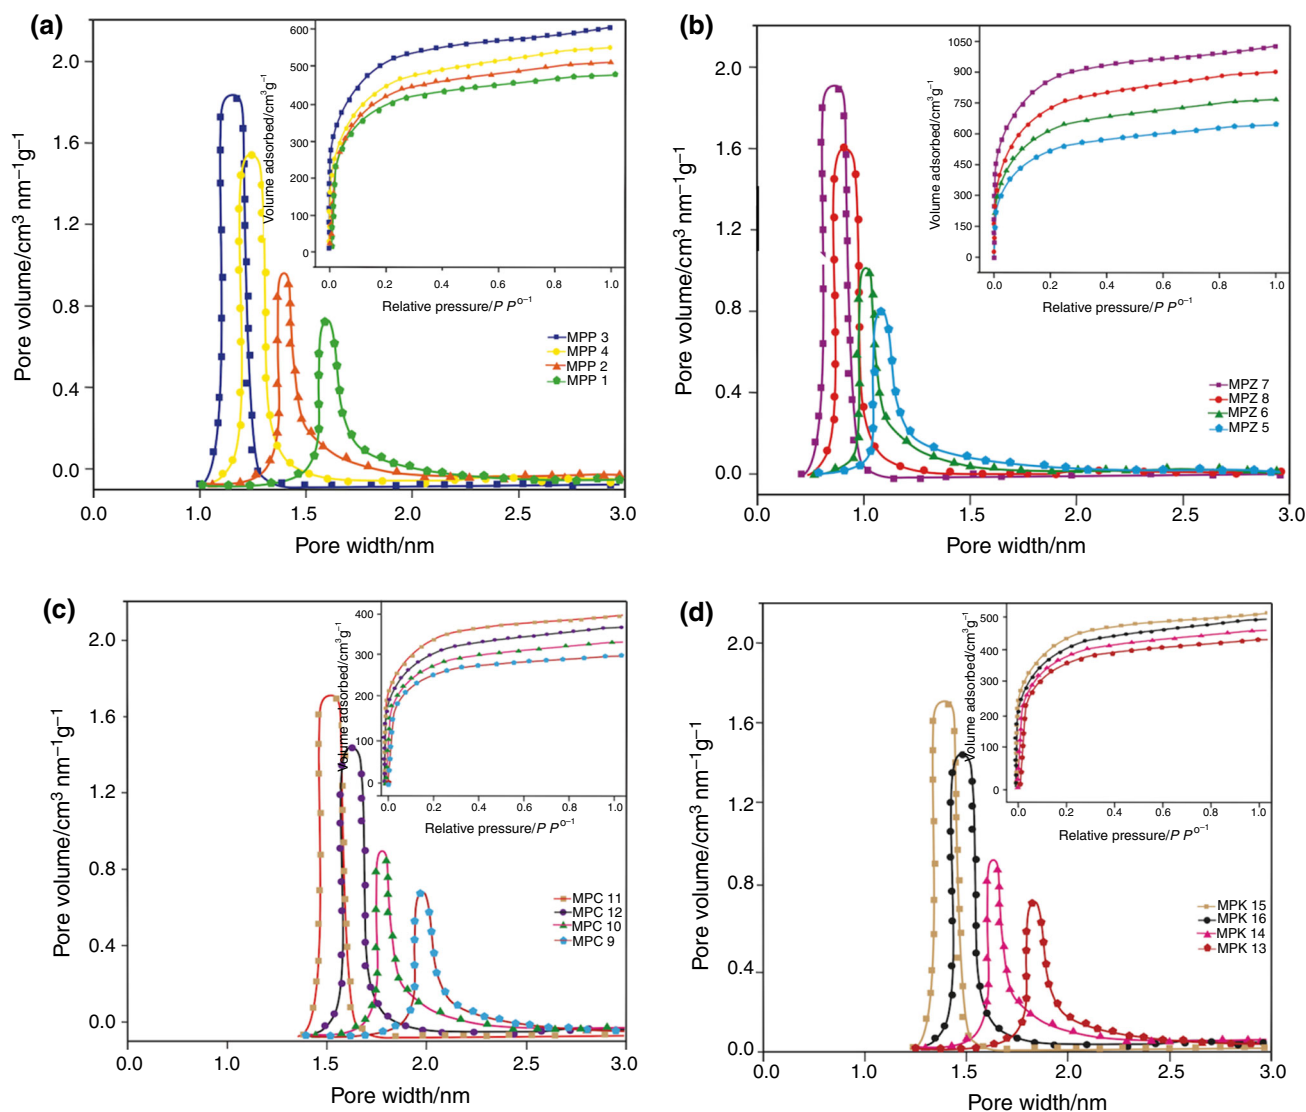 (a)
Pore volume/cm³ nm⁻¹g⁻¹
2.0
1.6
1.2
0.8
0.4
0.0
0.0 1.0 1.5 2.0 2.5 3.0
Pore width/nm
Volume adsorbed/cm³g⁻¹
600
500
400
300
200
100
0
0.0 0.2 0.4 0.6 0.8 1.0
Relative pressure/P P°⁻¹
MPP 3
MPP 4
MPP 2
MPP 1
(b)
Pore volume/cm³ nm⁻¹g⁻¹
2.0
1.6
1.2
0.8
0.4
0.0
0.0 1.0 1.5 2.0 2.5 3.0
Pore width/nm
Volume adsorbed/cm³g⁻¹
1050
900
750
600
450
300
150
0
0.0 0.2 0.4 0.6 0.8 1.0
Relative pressure/P P°⁻¹
MPZ 7
MPZ 8
MPZ 6
MPZ 5
(c)
Pore volume/cm³ nm⁻¹g⁻¹
2.0
1.6
1.2
0.8
0.4
0.0
0.0 1.0 1.5 2.0 2.5 3.0
Pore width/nm
Volume adsorbed/cm³g⁻¹
400
300
200
100
0
0.0 0.2 0.4 0.6 0.8 1.0
Relative pressure/P P°⁻¹
MPC 11
MPC 12
MPC 10
MPC 9
(d)
Pore volume/cm³ nm⁻¹g⁻¹
2.0
1.6
1.2
0.8
0.4
0.0
0.0 1.0 1.5 2.0 2.5 3.0
Pore width/nm
Volume adsorbed/cm³g⁻¹
500
400
300
200
100
0
0.0 0.2 0.4 0.6 0.8 1.0
Relative pressure/P P°⁻¹
MPK 15
MPK 16
MPK 14
MPK 13